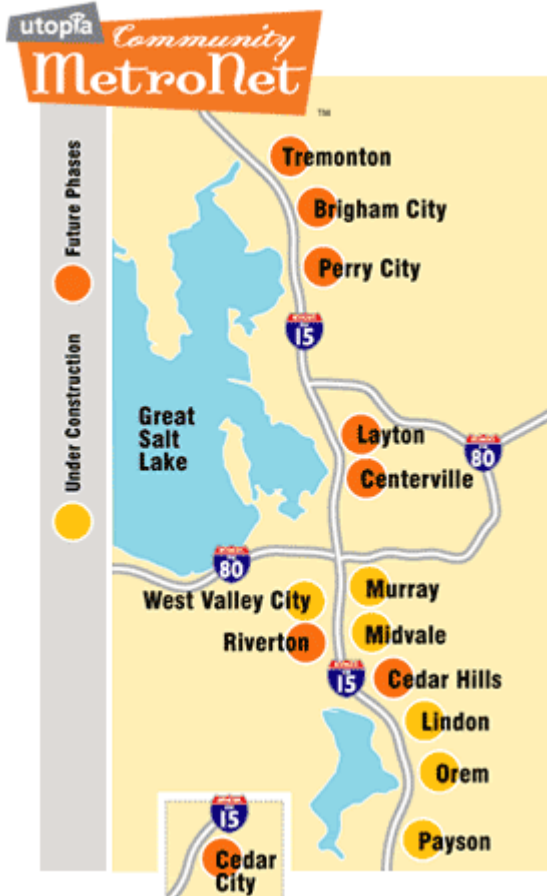 utopia
Community
MetroNet
™
Future Phases
Under Construction
Tremonton
Brigham City
Perry City
15
Great
Salt
Lake
Layton
80
Centerville
80
West Valley City
Murray
Riverton
Midvale
15
Cedar Hills
Lindon
Orem
15
Payson
Cedar
City